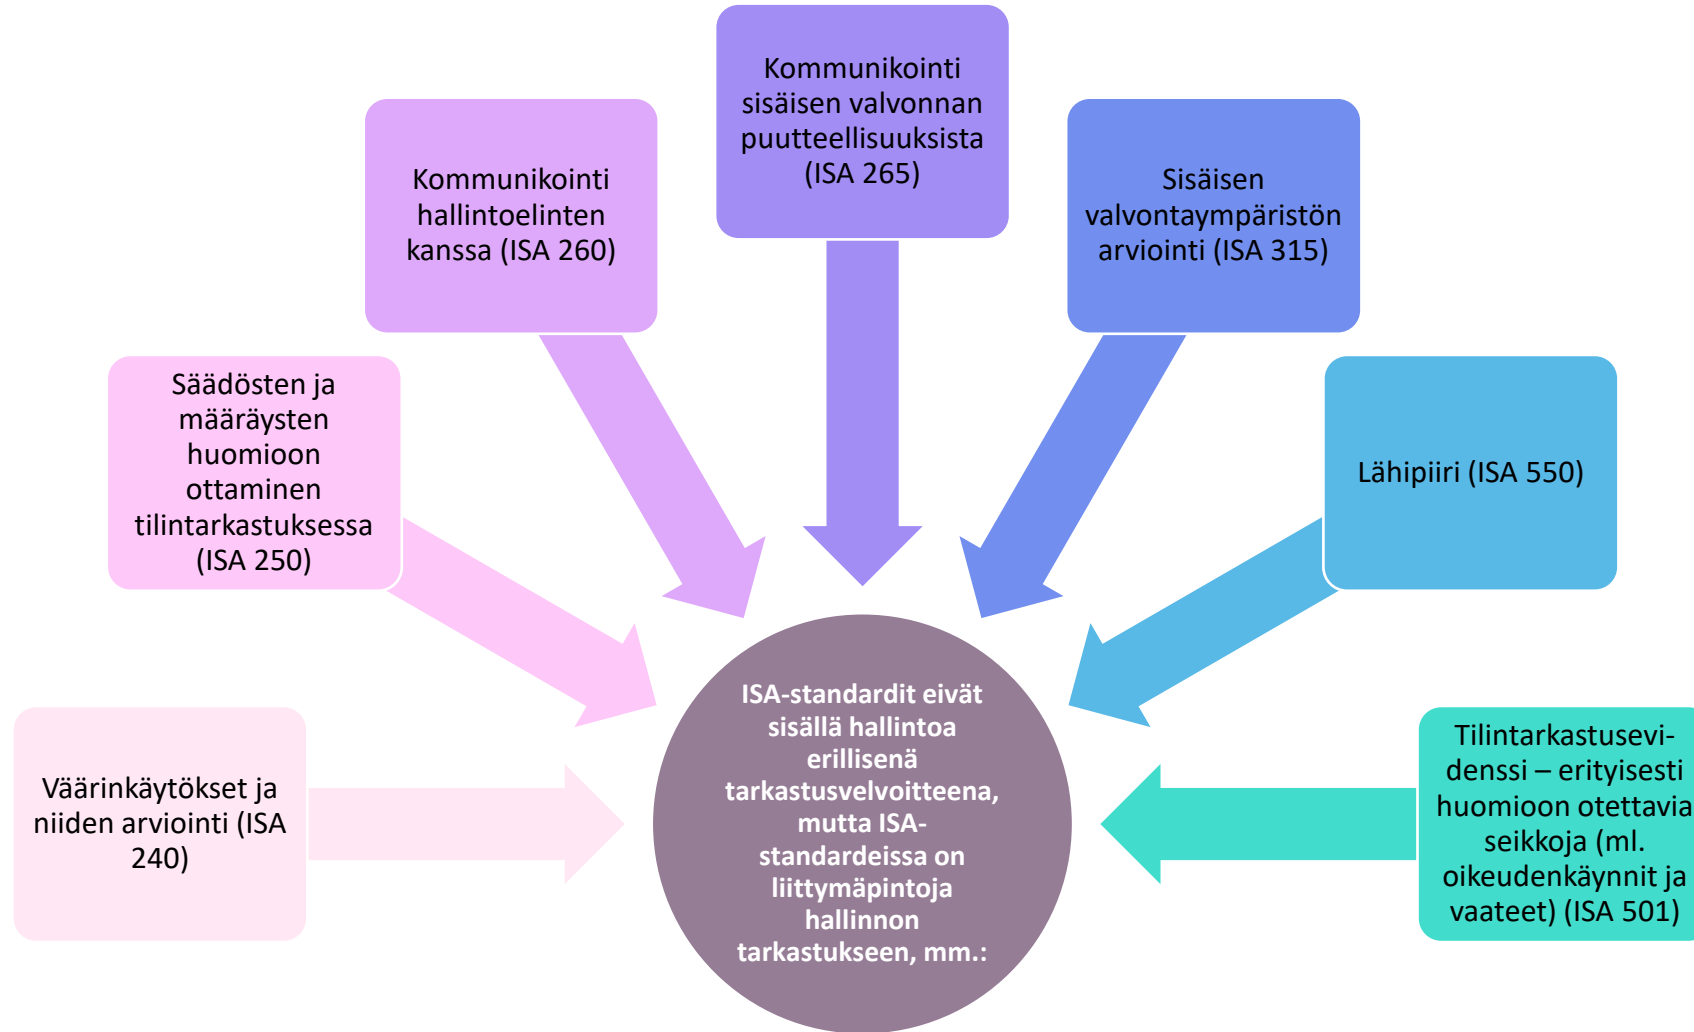 Kommunikointi
sisäisen valvonnan
puutteellisuuksista
(ISA 265)
Kommunikointi
hallintoelinten
kanssa (ISA 260)
Sisäisen
valvontaympäristön
arviointi (ISA 315)
Säädösten ja
määräysten
huomioon
ottaminen
tilintarkastuksessa
(ISA 250)
Lähipiiri (ISA 550)
Väärinkäytökset ja
niiden arviointi (ISA
240)
ISA-standardit eivät
sisällä hallintoa
erillisenä
tarkastusvelvoitteena,
mutta ISA-
standardeissa on
liittymäpintoja
hallinnon
tarkastukseen, mm.:
Tilintarkastusevi-
denssi – erityisesti
huomioon otettavia
seikkoja (ml.
oikeudenkäynnit ja
vaateet) (ISA 501)